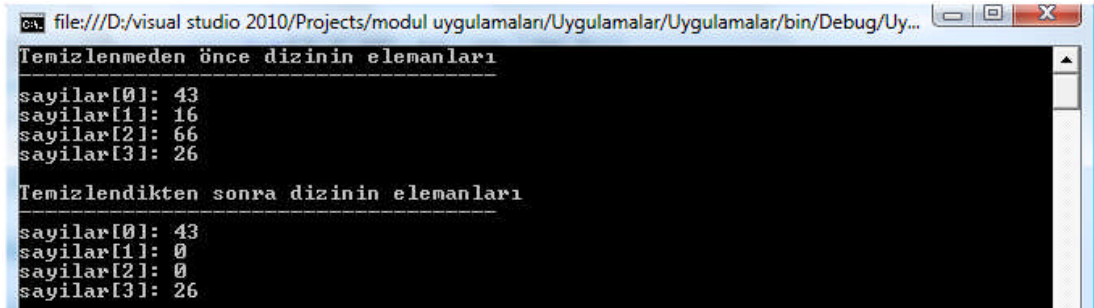 file:///D:/visual studio 2010/Projects/modul uygulamaları/Uygulamalar/Uygulamalar/bin/Debug/Uy...
Temizlenmeden önce dizinin elemanları
----------------------------------------
sayilar[0]: 43
sayilar[1]: 16
sayilar[2]: 66
sayilar[3]: 26
Temizlendikten sonra dizinin elemanları
----------------------------------------
sayilar[0]: 43
sayilar[1]: 0
sayilar[2]: 0
sayilar[3]: 26